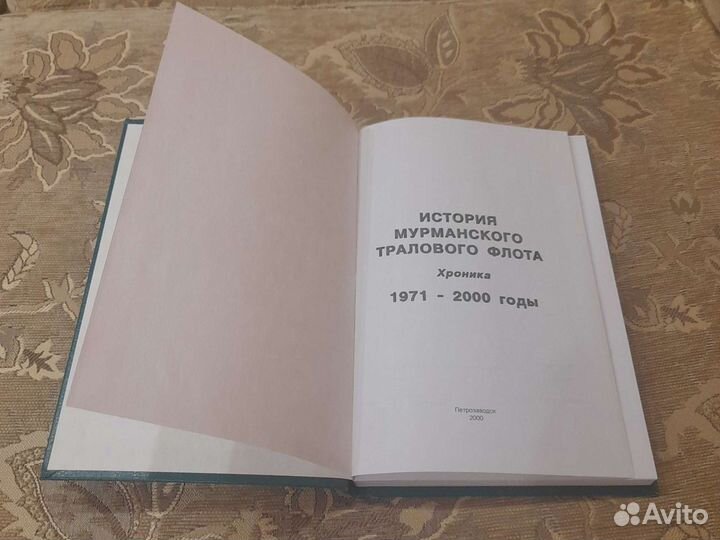 ИСТОРИЯ
МУРМАНСКОГО
ТРАЛОВОГО ФЛОТА
Хроника
1971 - 2000 годы
Петрозаводск
2000
Avito